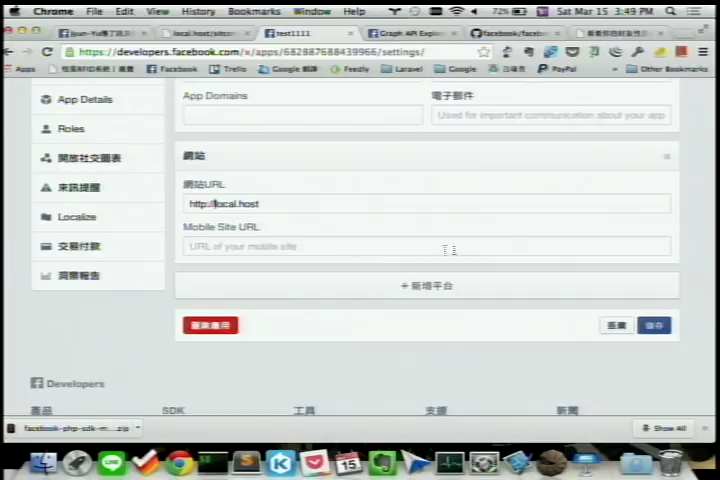 Chrome File Edit View History Bookmarks Window Help 72% Sat Mar 15 3:49 PM
local.host/sitcon test1111 Graph API Explo facebook/faceb
https://developers.facebook.com/x/apps/682887688439966/settings/
Apps Facebook Trello Google 翻譯 Feedly Laravel Google PayPal Other Bookmarks
App Details
Roles
開放社交圖表
來訊提醒
Localize
交易付款
洞察報告
App Domains
電子郵件
Used for important communication about your app
網站
網站URL
http://local.host
Mobile Site URL
URL of your mobile site
+ 新增平台
儲存
Developers
產品 SDK 工具 支援 新聞
facebook-php-sdk-m....zip
Show All
LINE
15